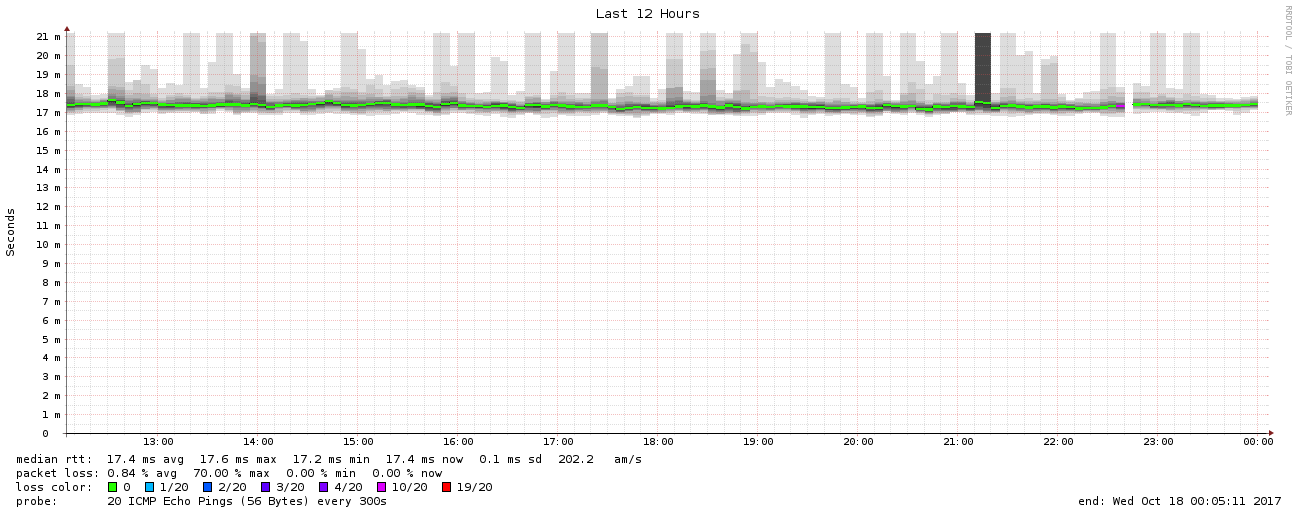 Last 12 Hours
RRDTOOL / TOBI OETIKER
Seconds
21 m
20 m
19 m
18 m
17 m
16 m
15 m
14 m
13 m
12 m
11 m
10 m
9 m
8 m
7 m
6 m
5 m
4 m
3 m
2 m
1 m
0
13:00 14:00 15:00 16:00 17:00 18:00 19:00 20:00 21:00 22:00 23:00 00:00
median rtt: 17.4 ms avg 17.6 ms max 17.2 ms min 17.4 ms now 0.1 ms sd 202.2 am/s
packet loss: 0.84 % avg 70.00 % max 0.00 % min 0.00 % now
loss color: 0 1/20 2/20 3/20 4/20 10/20 19/20
probe: 20 ICMP Echo Pings (56 Bytes) every 300s end: Wed Oct 18 00:05:11 2017